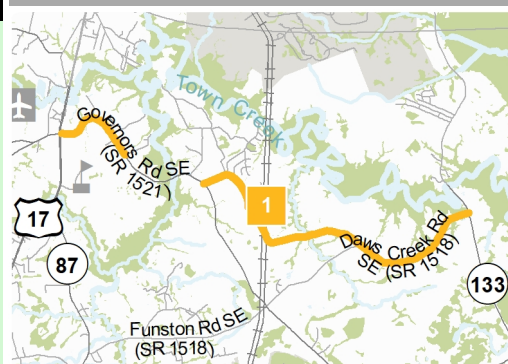 Town Creek
Governors Rd SE
(SR 1521)
1
17
87
Daws Creek Rd
SE (SR 1518)
133
Funston Rd SE
(SR 1518)